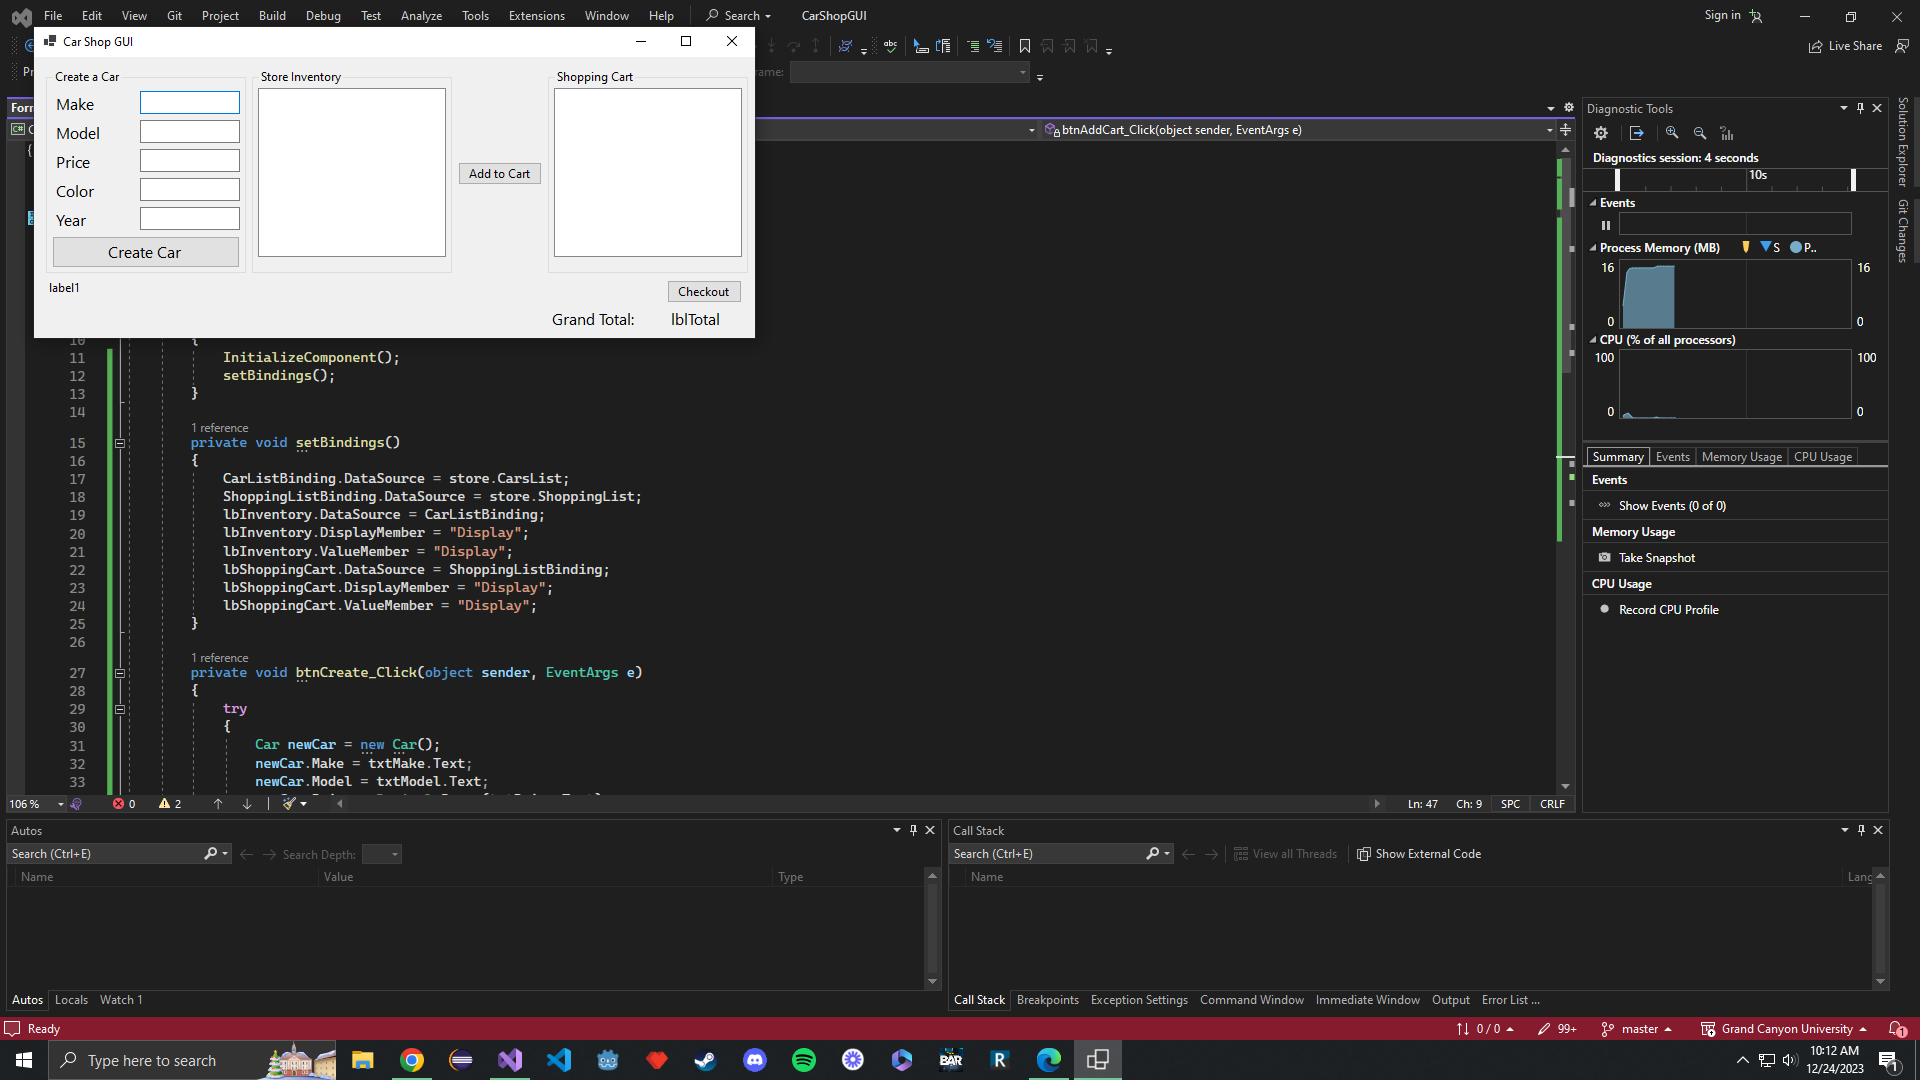 File Edit View Git Project Build Debug Test Analyze Tools Extensions Window Help Search CarShopGUI Sign in
Live Share
Car Shop GUI
Create a Car
Make
Model
Price
Color
Year
Create Car
label1
Store Inventory
Add to Cart
Shopping Cart
Checkout
Grand Total: lblTotal
btnAddCart_Click(object sender, EventArgs e)
{
10 {
11 InitializeComponent();
12 setBindings();
13 }
14
1 reference
15 private void setBindings()
16 {
17 CarListBinding.DataSource = store.CarsList;
18 ShoppingListBinding.DataSource = store.ShoppingList;
19 lbInventory.DataSource = CarListBinding;
20 lbInventory.DisplayMember = "Display";
21 lbInventory.ValueMember = "Display";
22 lbShoppingCart.DataSource = ShoppingListBinding;
23 lbShoppingCart.DisplayMember = "Display";
24 lbShoppingCart.ValueMember = "Display";
25 }
26
1 reference
27 private void btnCreate_Click(object sender, EventArgs e)
28 {
29 try
30 {
31 Car newCar = new Car();
32 newCar.Make = txtMake.Text;
33 newCar.Model = txtModel.Text;
106 % 0 2 Ln: 47 Ch: 9 SPC CRLF
Diagnostic Tools
Diagnostics session: 4 seconds
10s
Events
Process Memory (MB) S P..
16 16
0 0
CPU (% of all processors)
100 100
0 0
Summary Events Memory Usage CPU Usage
Events
Show Events (0 of 0)
Memory Usage
Take Snapshot
CPU Usage
Record CPU Profile
Solution Explorer
Git Changes
Autos
Search (Ctrl+E) Search Depth:
Name Value Type
Autos Locals Watch 1
Call Stack
Search (Ctrl+E) View all Threads Show External Code
Name Lang
Call Stack Breakpoints Exception Settings Command Window Immediate Window Output Error List ...
Ready 0 / 0 99+ master Grand Canyon University 1
Type here to search
BAR
R
10:12 AM
12/24/2023
1